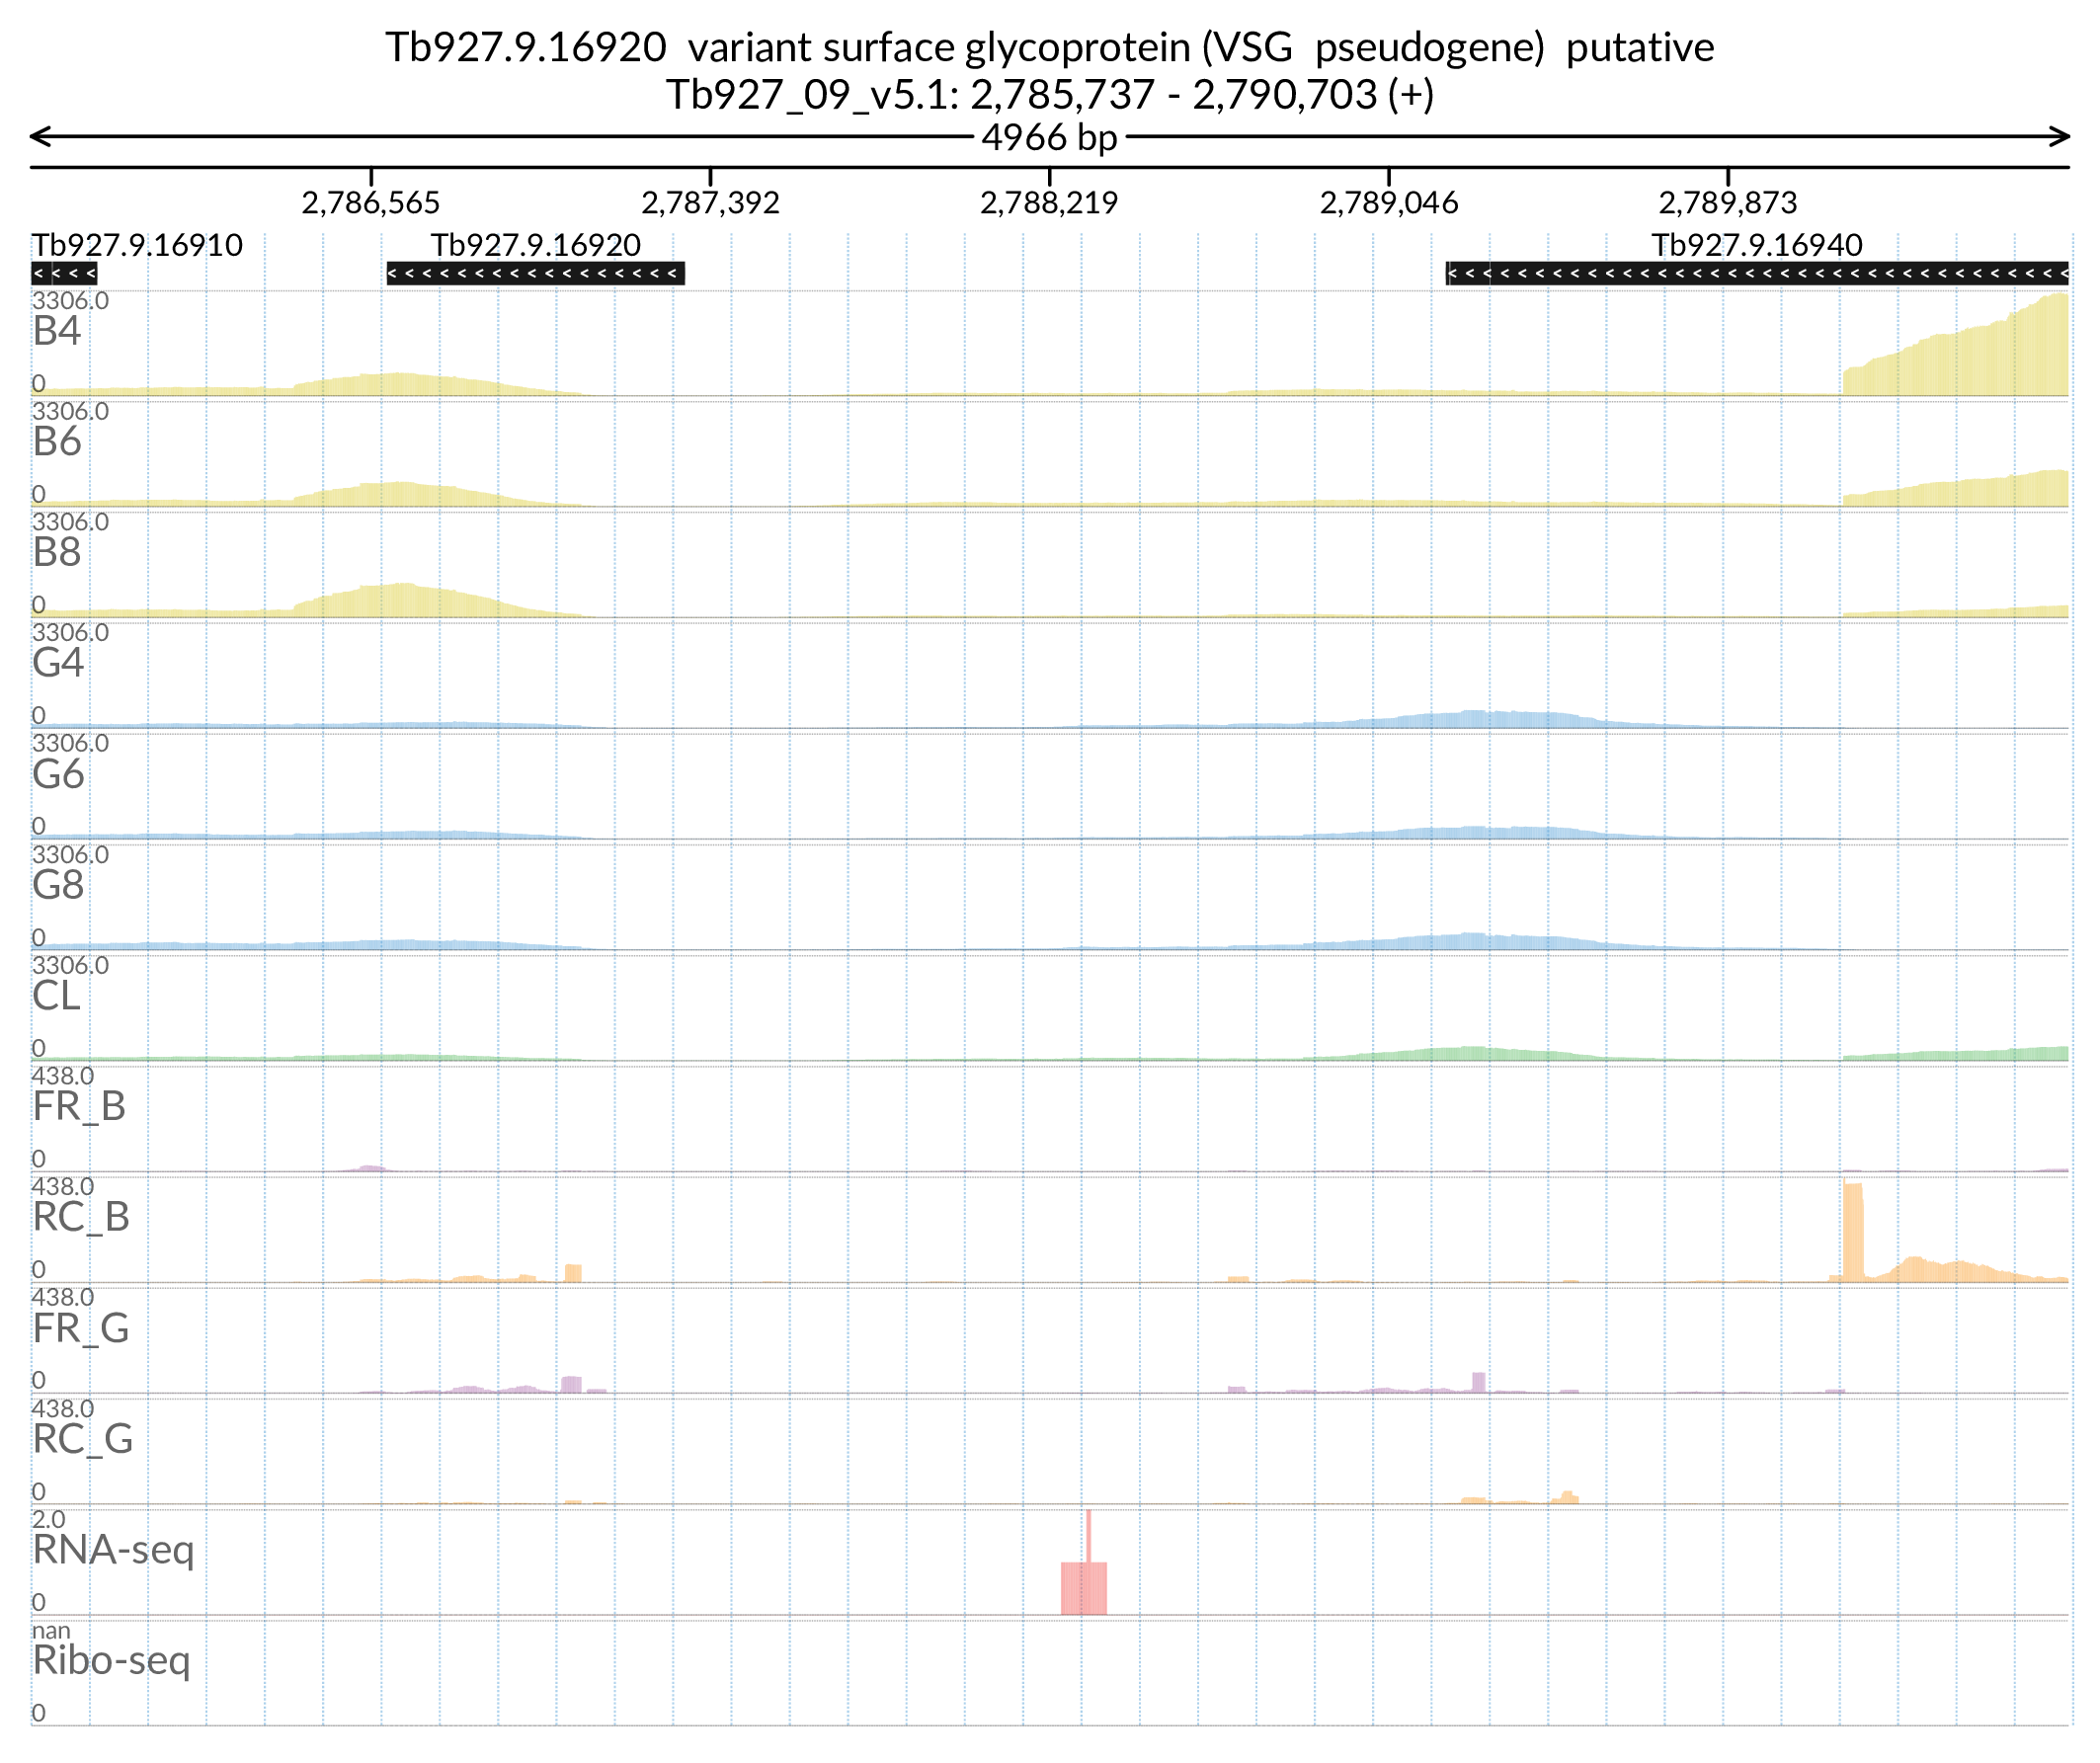 Tb927.9.16920  variant surface glycoprotein (VSG  pseudogene)  putative
Tb927_09_v5.1: 2,785,737 - 2,790,703 (+)
4966 bp
2,786,565 2,787,392 2,788,219 2,789,046 2,789,873
Tb927.9.16910 Tb927.9.16920 Tb927.9.16940
3306.0
B4
0
3306.0
B6
0
3306.0
B8
0
3306.0
G4
0
3306.0
G6
0
3306.0
G8
0
3306.0
CL
0
438.0
FR_B
0
438.0
RC_B
0
438.0
FR_G
0
438.0
RC_G
0
2.0
RNA-seq
0
nan
Ribo-seq
0